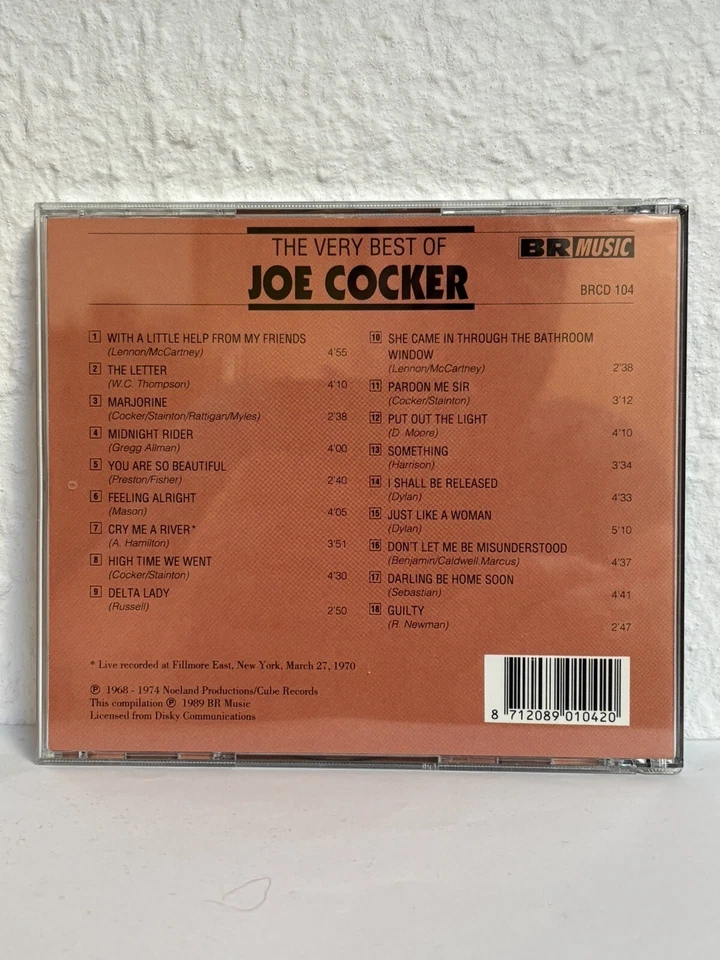 THE VERY BEST OF
JOE COCKER
BR MUSIC
BRCD 104
1 WITH A LITTLE HELP FROM MY FRIENDS
(Lennon/McCartney) 4'55
2 THE LETTER
(W.C. Thompson) 4'10
3 MARJORINE
(Cocker/Stainton/Rattigan/Myles) 2'38
4 MIDNIGHT RIDER
(Gregg Allman) 4'00
5 YOU ARE SO BEAUTIFUL
(Preston/Fisher) 2'40
6 FEELING ALRIGHT
(Mason) 4'05
7 CRY ME A RIVER*
(A. Hamilton) 3'51
8 HIGH TIME WE WENT
(Cocker/Stainton) 4'30
9 DELTA LADY
(Russell) 2'50
10 SHE CAME IN THROUGH THE BATHROOM
WINDOW
(Lennon/McCartney) 2'38
11 PARDON ME SIR
(Cocker/Stainton) 3'12
12 PUT OUT THE LIGHT
(D. Moore) 4'10
13 SOMETHING
(Harrison) 3'34
14 I SHALL BE RELEASED
(Dylan) 4'33
15 JUST LIKE A WOMAN
(Dylan) 5'10
16 DON'T LET ME BE MISUNDERSTOOD
(Benjamin/Caldwell.Marcus) 4'37
17 DARLING BE HOME SOON
(Sebastian) 4'41
18 GUILTY
(R. Newman) 2'47
* Live recorded at Fillmore East, New York, March 27, 1970
℗ 1968 - 1974 Noeland Productions/Cube Records
This compilation ℗ 1989 BR Music
Licensed from Disky Communications
8 712089 010420